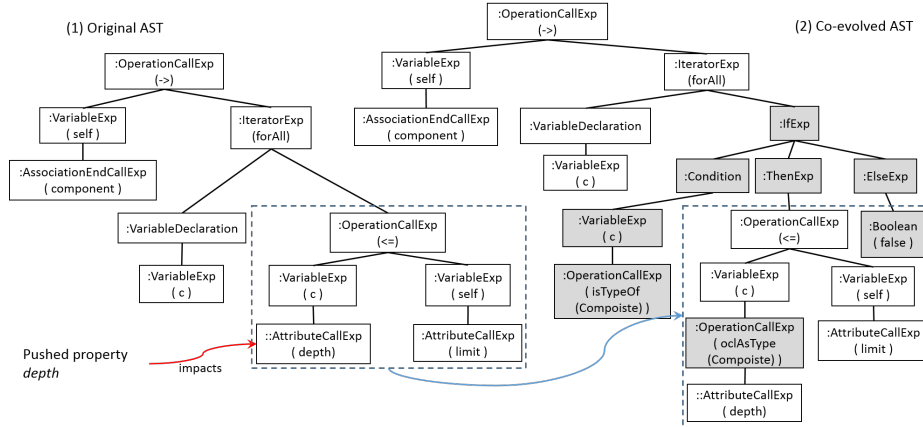 (1) Original AST
:OperationCallExp
(->)
:VariableExp
( self )
:IteratorExp
(forAll)
:AssociationEndCallExp
( component )
:VariableDeclaration
:VariableExp
( c )
:OperationCallExp
(<=)
:VariableExp
( c )
:VariableExp
( self )
::AttributeCallExp
( depth )
:AttributeCallExp
( limit )
Pushed property
depth
impacts
(2) Co-evolved AST
:OperationCallExp
(->)
:VariableExp
( self )
:IteratorExp
(forAll)
:AssociationEndCallExp
( component )
:VariableDeclaration
:VariableExp
( c )
:IfExp
:Condition
:ThenExp
:ElseExp
:VariableExp
( c )
:OperationCallExp
( isTypeOf
(Compoiste) )
:OperationCallExp
(<=)
:Boolean
( false )
:VariableExp
( c )
:VariableExp
( self )
:OperationCallExp
( oclAsType
(Compoiste) )
:AttributeCallExp
( limit )
::AttributeCallExp
( depth)